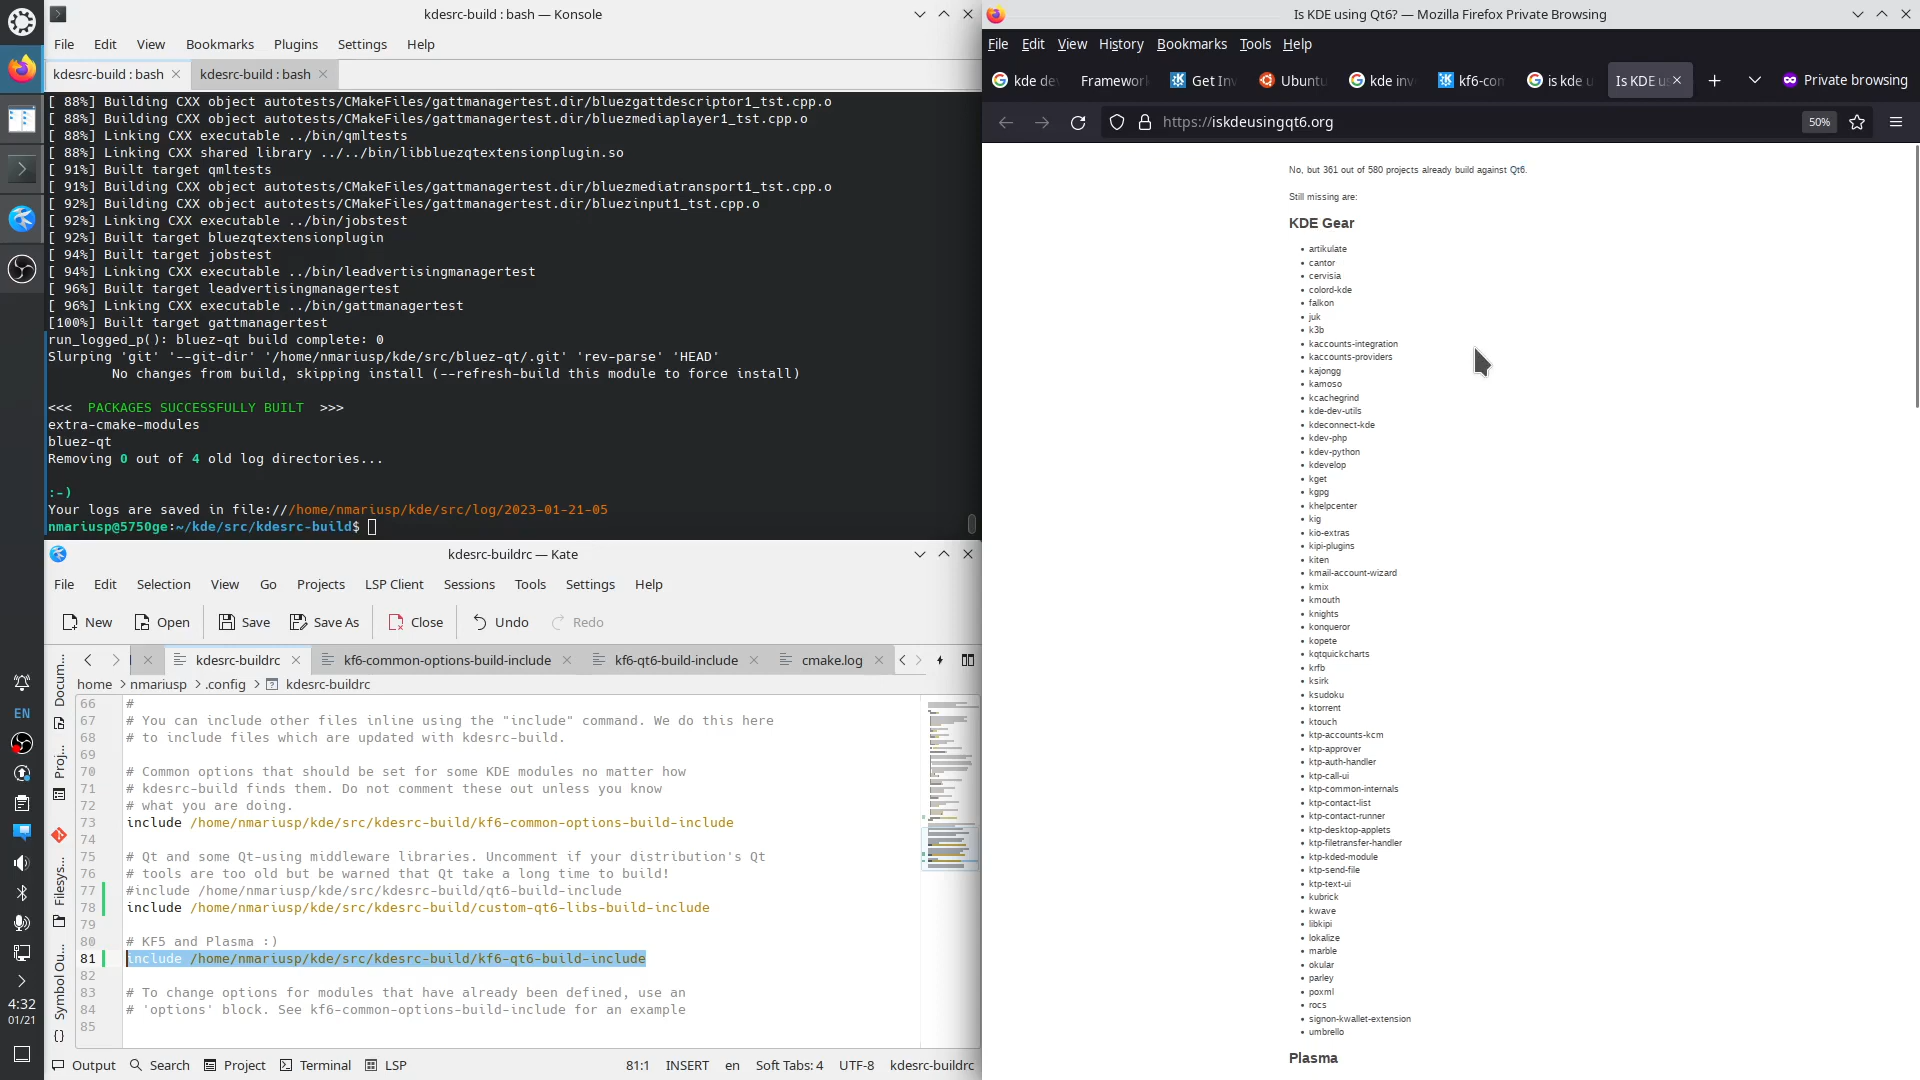 kdesrc-build : bash — Konsole
File Edit View Bookmarks Plugins Settings Help
kdesrc-build : bash
kdesrc-build : bash
[ 88%] Building CXX object autotests/CMakeFiles/gattmanagertest.dir/bluezgattdescriptor1_tst.cpp.o
[ 88%] Building CXX object autotests/CMakeFiles/gattmanagertest.dir/bluezmediaplayer1_tst.cpp.o
[ 88%] Linking CXX executable ../bin/qmltests
[ 88%] Linking CXX shared library ../../bin/libbluezqtextensionplugin.so
[ 91%] Built target qmltests
[ 91%] Building CXX object autotests/CMakeFiles/gattmanagertest.dir/bluezmediatransport1_tst.cpp.o
[ 92%] Building CXX object autotests/CMakeFiles/gattmanagertest.dir/bluezinput1_tst.cpp.o
[ 92%] Linking CXX executable ../bin/jobstest
[ 92%] Built target bluezqtextensionplugin
[ 94%] Built target jobstest
[ 94%] Linking CXX executable ../bin/leadvertisingmanagertest
[ 96%] Built target leadvertisingmanagertest
[ 96%] Linking CXX executable ../bin/gattmanagertest
[100%] Built target gattmanagertest
run_logged_p(): bluez-qt build complete: 0
Slurping 'git' '--git-dir' '/home/nmariusp/kde/src/bluez-qt/.git' 'rev-parse' 'HEAD'
No changes from build, skipping install (--refresh-build this module to force install)
<<<  PACKAGES SUCCESSFULLY BUILT  >>>
extra-cmake-modules
bluez-qt
Removing 0 out of 4 old log directories...
:-)
Your logs are saved in file:///home/nmariusp/kde/src/log/2023-01-21-05
nmariusp@5750ge:~/kde/src/kdesrc-build$
kdesrc-buildrc — Kate
File Edit Selection View Go Projects LSP Client Sessions Tools Settings Help
New Open Save Save As Close Undo Redo
kdesrc-buildrc kf6-common-options-build-include kf6-qt6-build-include cmake.log
home > nmariusp > .config > kdesrc-buildrc
66 #
67 # You can include other files inline using the "include" command. We do this here
68 # to include files which are updated with kdesrc-build.
69
70 # Common options that should be set for some KDE modules no matter how
71 # kdesrc-build finds them. Do not comment these out unless you know
72 # what you are doing.
73 include /home/nmariusp/kde/src/kdesrc-build/kf6-common-options-build-include
74
75 # Qt and some Qt-using middleware libraries. Uncomment if your distribution's Qt
76 # tools are too old but be warned that Qt take a long time to build!
77 #include /home/nmariusp/kde/src/kdesrc-build/qt6-build-include
78 include /home/nmariusp/kde/src/kdesrc-build/custom-qt6-libs-build-include
79
80 # KF5 and Plasma :)
81 include /home/nmariusp/kde/src/kdesrc-build/kf6-qt6-build-include
82
83 # To change options for modules that have already been defined, use an
84 # 'options' block. See kf6-common-options-build-include for an example
85
Docum...
Proj...
Filesys...
Symbol Ou...
{}
Output Search Project Terminal LSP 81:1 INSERT en Soft Tabs: 4 UTF-8 kdesrc-buildrc
EN
4:32
01/21
Is KDE using Qt6? — Mozilla Firefox Private Browsing
File Edit View History Bookmarks Tools Help
kde de Framewor Get Inv Ubuntu kde inv kf6-con is kde u Is KDE u Private browsing
https://iskdeusingqt6.org 50%
No, but 361 out of 580 projects already build against Qt6.
Still missing are:
KDE Gear
• artikulate
• cantor
• cervisia
• colord-kde
• falkon
• juk
• k3b
• kaccounts-integration
• kaccounts-providers
• kajongg
• kamoso
• kcachegrind
• kde-dev-utils
• kdeconnect-kde
• kdev-php
• kdev-python
• kdevelop
• kget
• kgpg
• khelpcenter
• kig
• kio-extras
• kipi-plugins
• kiten
• kmail-account-wizard
• kmix
• kmouth
• knights
• konqueror
• kopete
• kqtquickcharts
• krfb
• ksirk
• ksudoku
• ktorrent
• ktouch
• ktp-accounts-kcm
• ktp-approver
• ktp-auth-handler
• ktp-call-ui
• ktp-common-internals
• ktp-contact-list
• ktp-contact-runner
• ktp-desktop-applets
• ktp-filetransfer-handler
• ktp-kded-module
• ktp-send-file
• ktp-text-ui
• kubrick
• kwave
• libkipi
• lokalize
• marble
• okular
• parley
• poxml
• rocs
• signon-kwallet-extension
• umbrello
Plasma